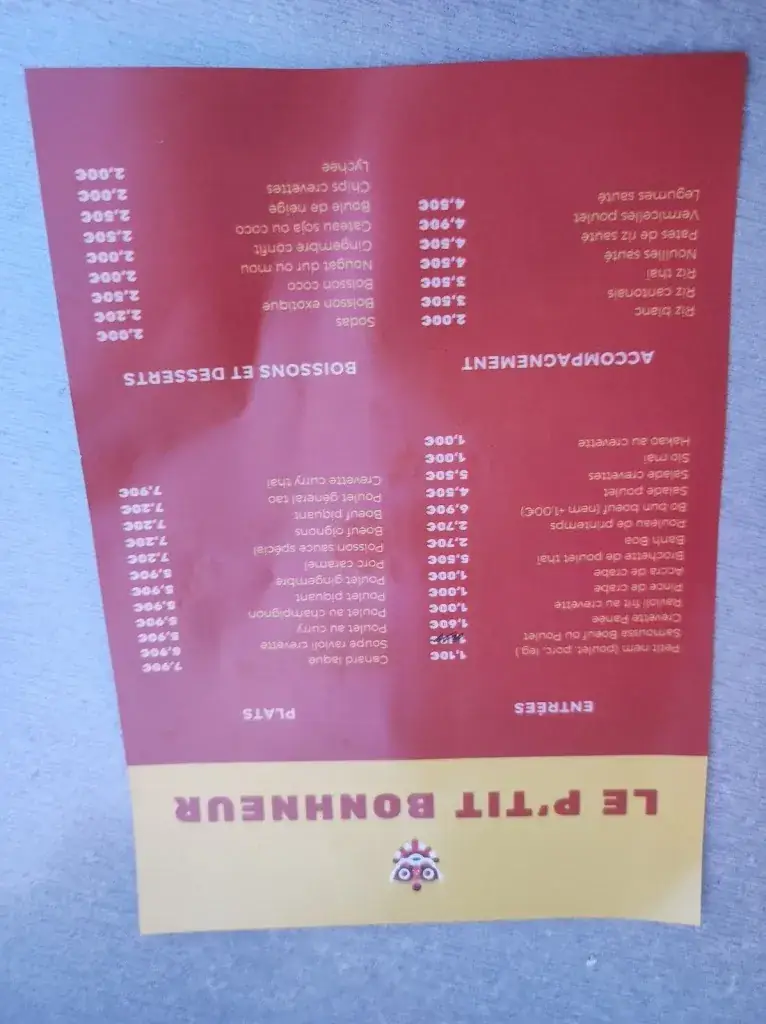 LE P'TIT BONHNEUR
ENTRÉES
Petit nem (poulet, porc, leg.) 1,10€
Samoussa Boeuf ou Poulet
Crevette Panée 1,60€
Ravioli frit au crevette 1,00€
Pince de crabe 1,00€
Accra de crabe 1,00€
Brochette de poulet thai 5,50€
Banh Boa 2,70€
Rouleau de printemps 2,70€
Bo bun boeuf (nem +1,00€) 6,90€
Salade poulet 4,50€
Salade crevettes 5,50€
Sio mai 1,00€
Hakao au crevette 1,00€
PLATS
Canard laqué 7,90€
Soupe ravioli crevette 6,90€
Poulet au curry 5,90€
Poulet au champignon 5,90€
Poulet piquant 5,90€
Poulet gingembre 5,90€
Porc caramel 5,90€
Poisson sauce spécial 7,20€
Boeuf oignons 7,20€
Boeuf piquant 7,20€
Poulet général tao 7,20€
Crevette curry thai 7,90€
ACCOMPAGNEMENT
Riz blanc 2,00€
Riz cantonais 3,50€
Riz thai 3,50€
Nouilles sauté 4,50€
Pates de riz sauté 4,50€
Vermicelles poulet 4,90€
Legumes sauté 4,50€
BOISSONS ET DESSERTS
Sodas 2,00€
Boisson exotique 2,20€
Boisson coco 2,50€
Nougat dur ou mou 2,00€
Gingembre confit 2,00€
Gateau soja ou coco 2,50€
Boule de neige 2,50€
Chips crevettes 2,00€
Lychee 2,00€